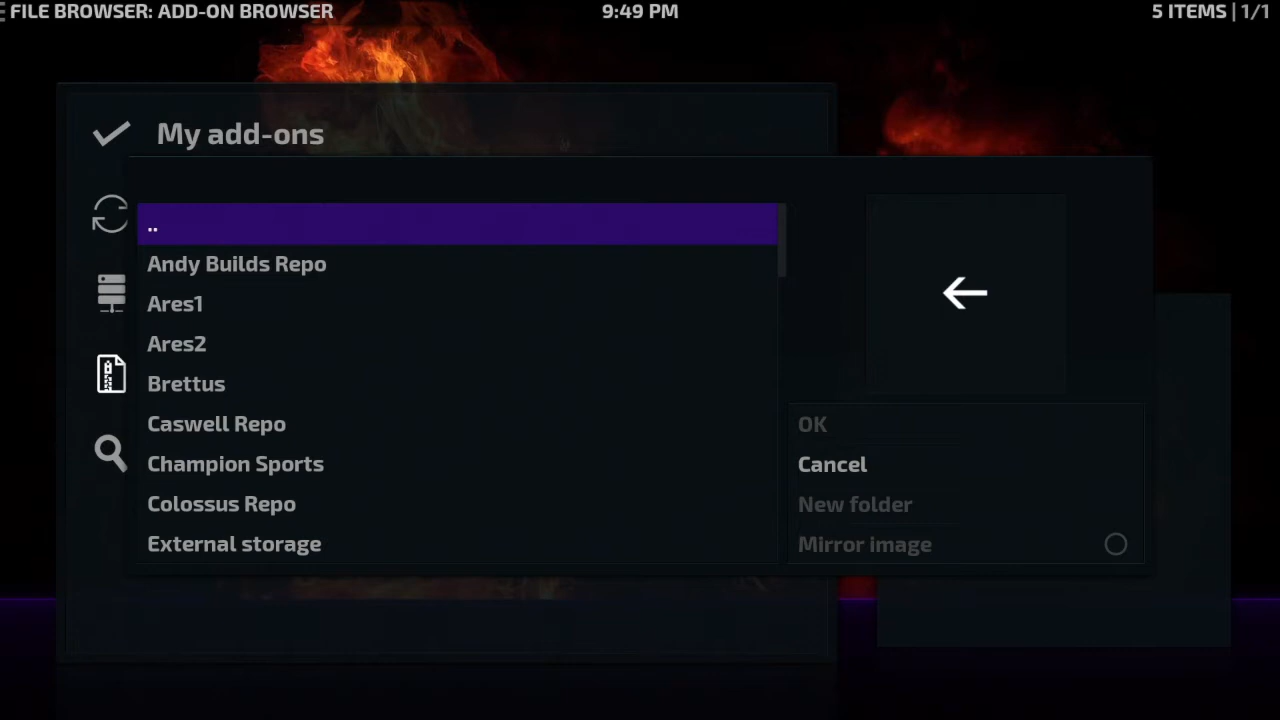 FILE BROWSER: ADD-ON BROWSER
9:49 PM
5 ITEMS | 1/1
My add-ons
..
Andy Builds Repo
Ares1
Ares2
Brettus
Caswell Repo
Champion Sports
Colossus Repo
External storage
OK
Cancel
New folder
Mirror image